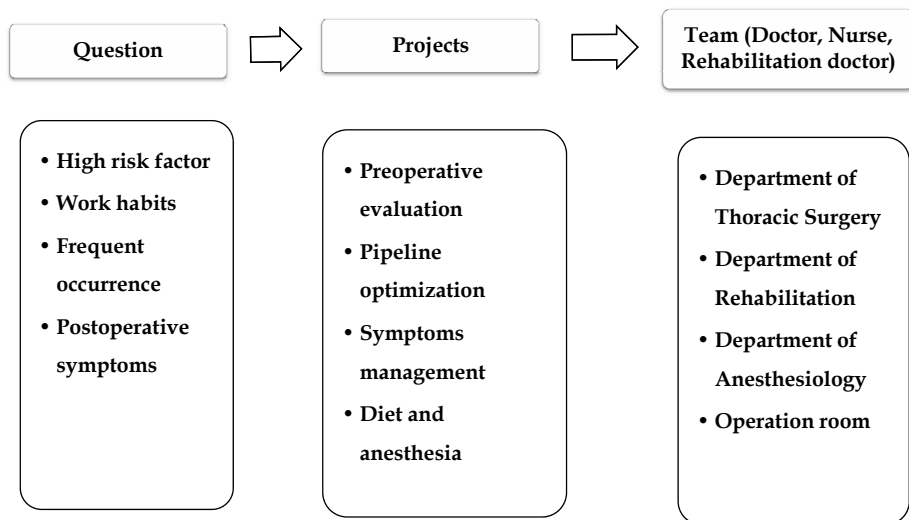 Question
Projects
Team (Doctor, Nurse,
Rehabilitation doctor)
• High risk factor
• Work habits
• Frequent
occurrence
• Postoperative
symptoms
• Preoperative
evaluation
• Pipeline
optimization
• Symptoms
management
• Diet and
anesthesia
• Department of
Thoracic Surgery
• Department of
Rehabilitation
• Department of
Anesthesiology
• Operation room